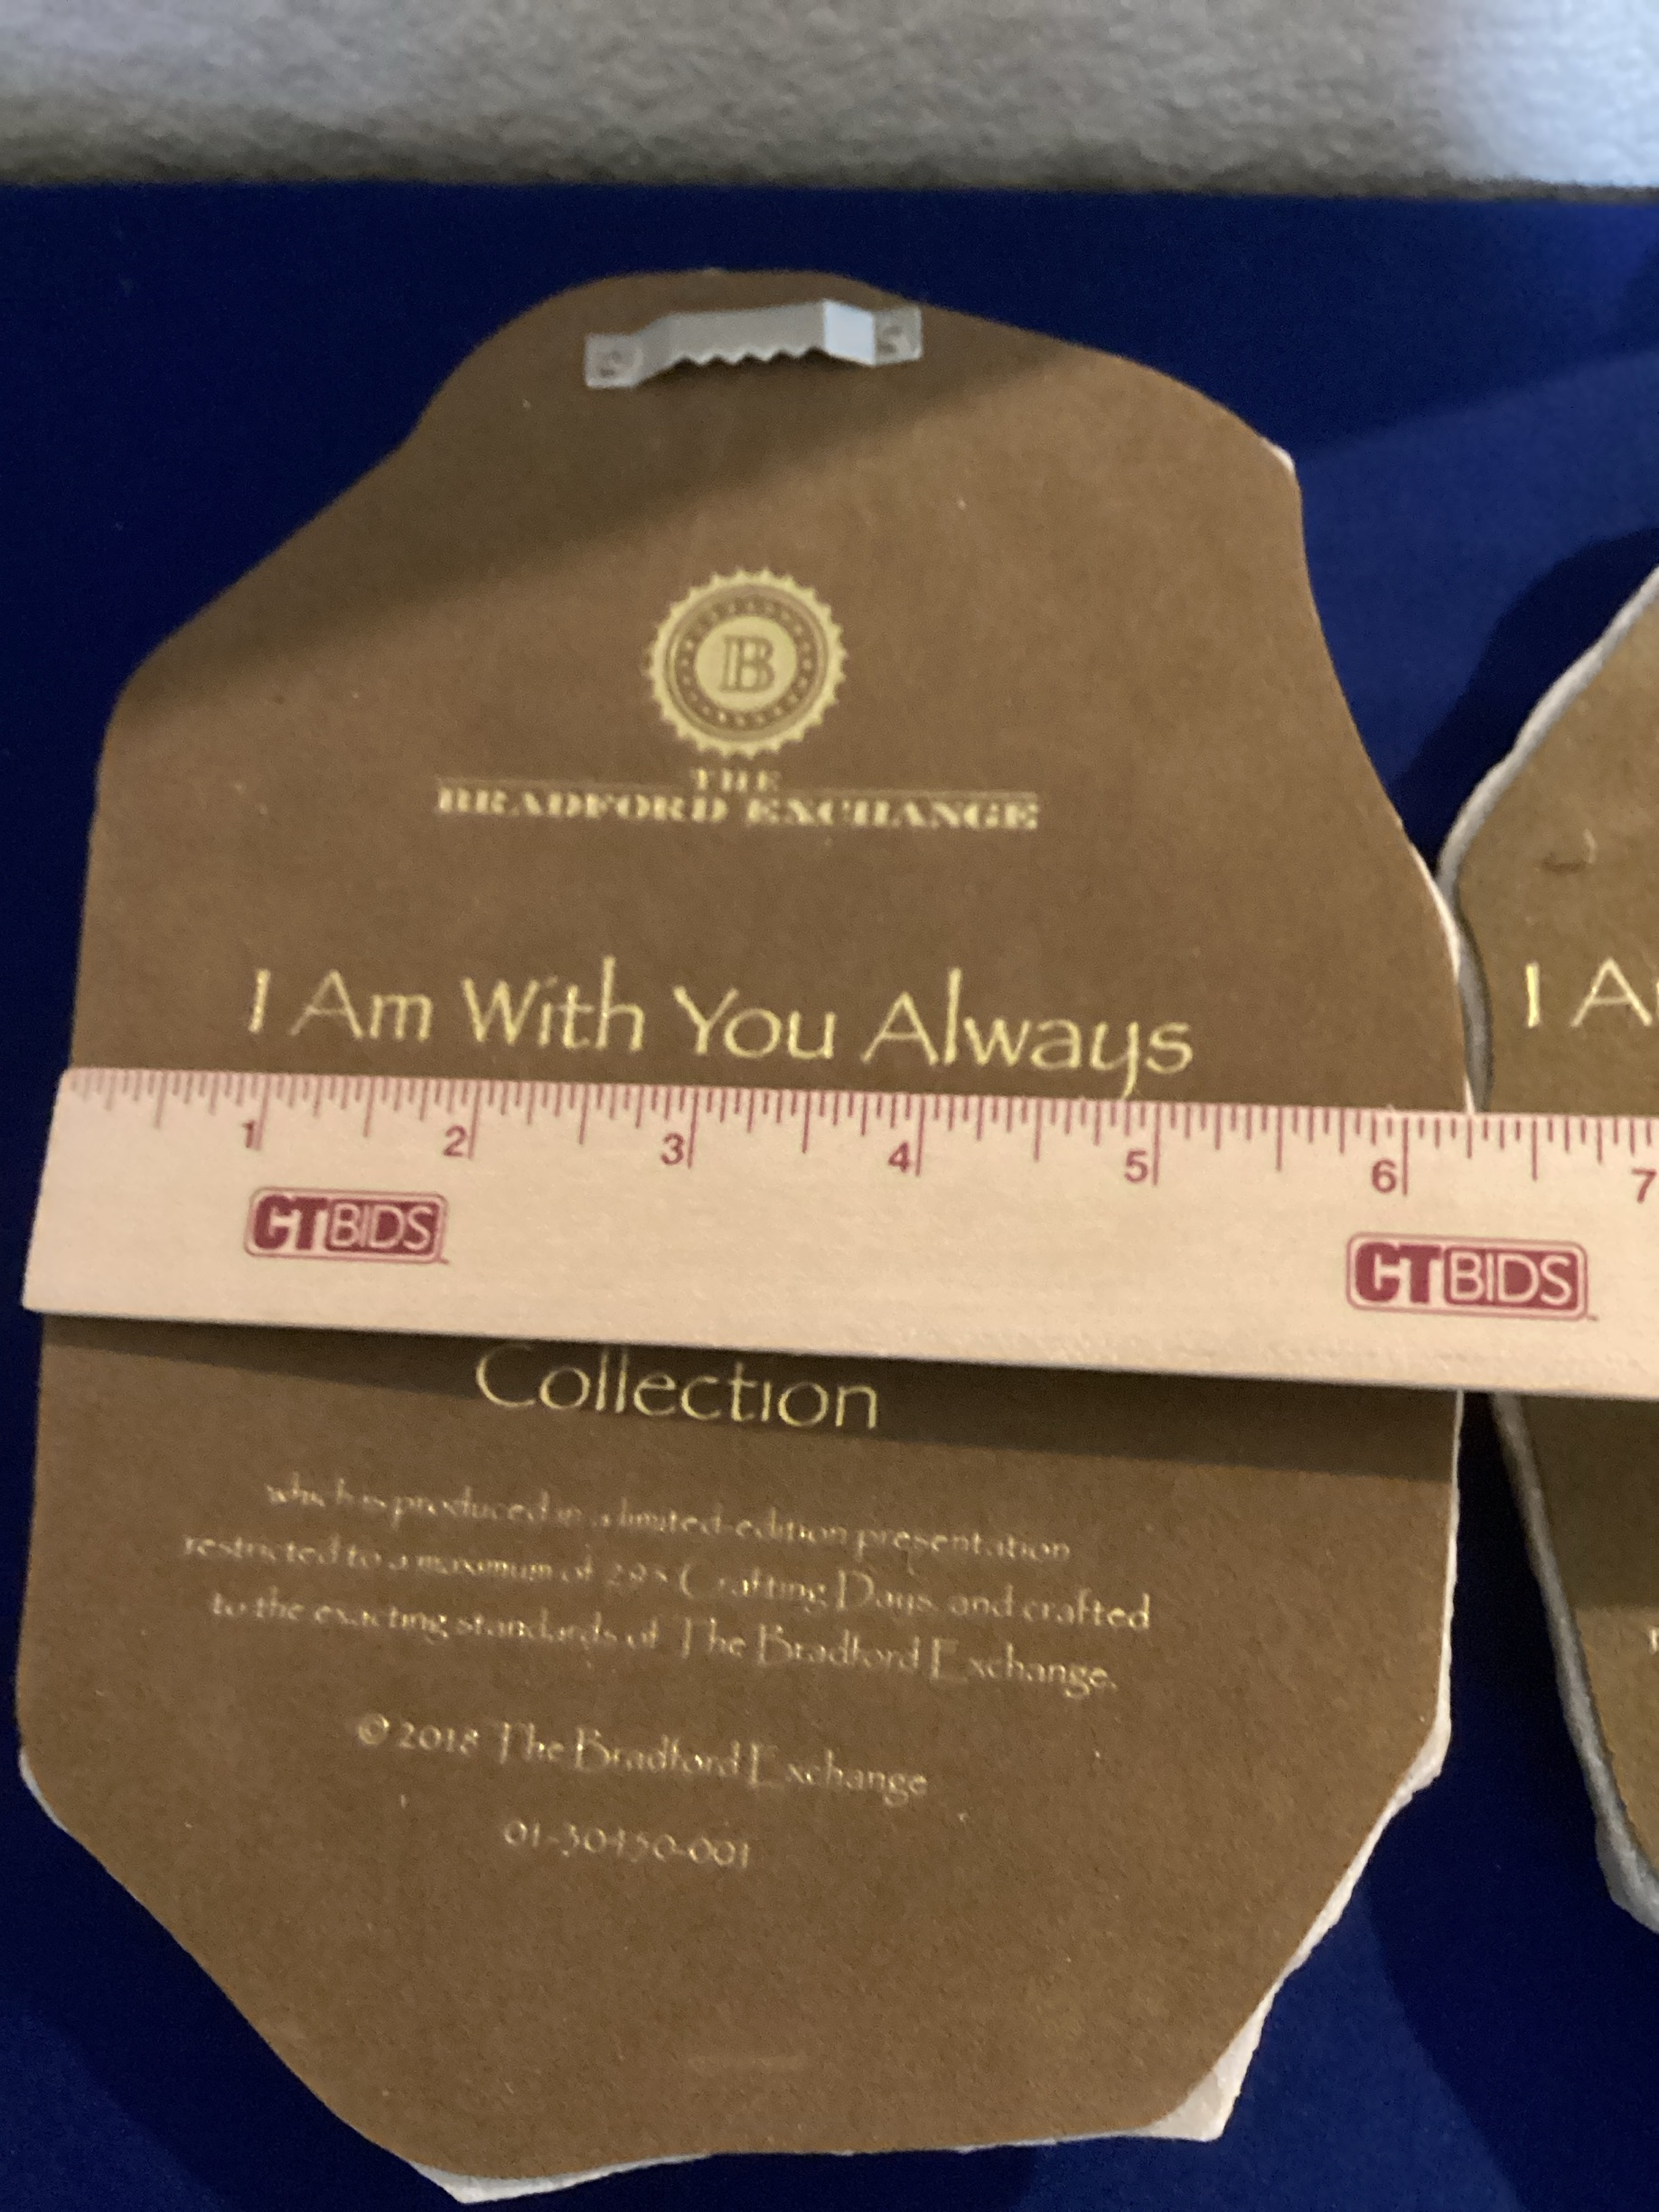 B
THE
BRADFORD EXCHANGE
I Am With You Always
I A
1 2 3 4 5 6 7
CTBIDS CTBIDS
Collection
which is produced in a limited-edition presentation
restricted to a maximum of 295 Crafting Days, and crafted
to the exacting standards of The Bradford Exchange.
© 2018 The Bradford Exchange
01-30450-001